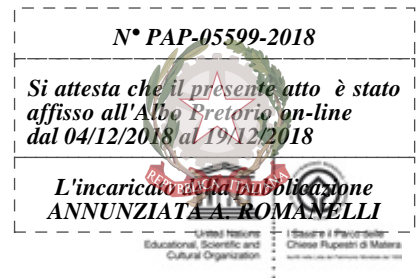 N° PAP-05599-2018
Si attesta che il presente atto è stato
affisso all'Albo Pretorio on-line
dal 04/12/2018 al 19/12/2018
L'incaricato della pubblicazione
ANNUNZIATA A. ROMANELLI
REPUBBLICA ITALIANA
United Nations
Educational, Scientific and
Cultural Organization
I Sassi e il Parco delle
Chiese Rupestri di Matera